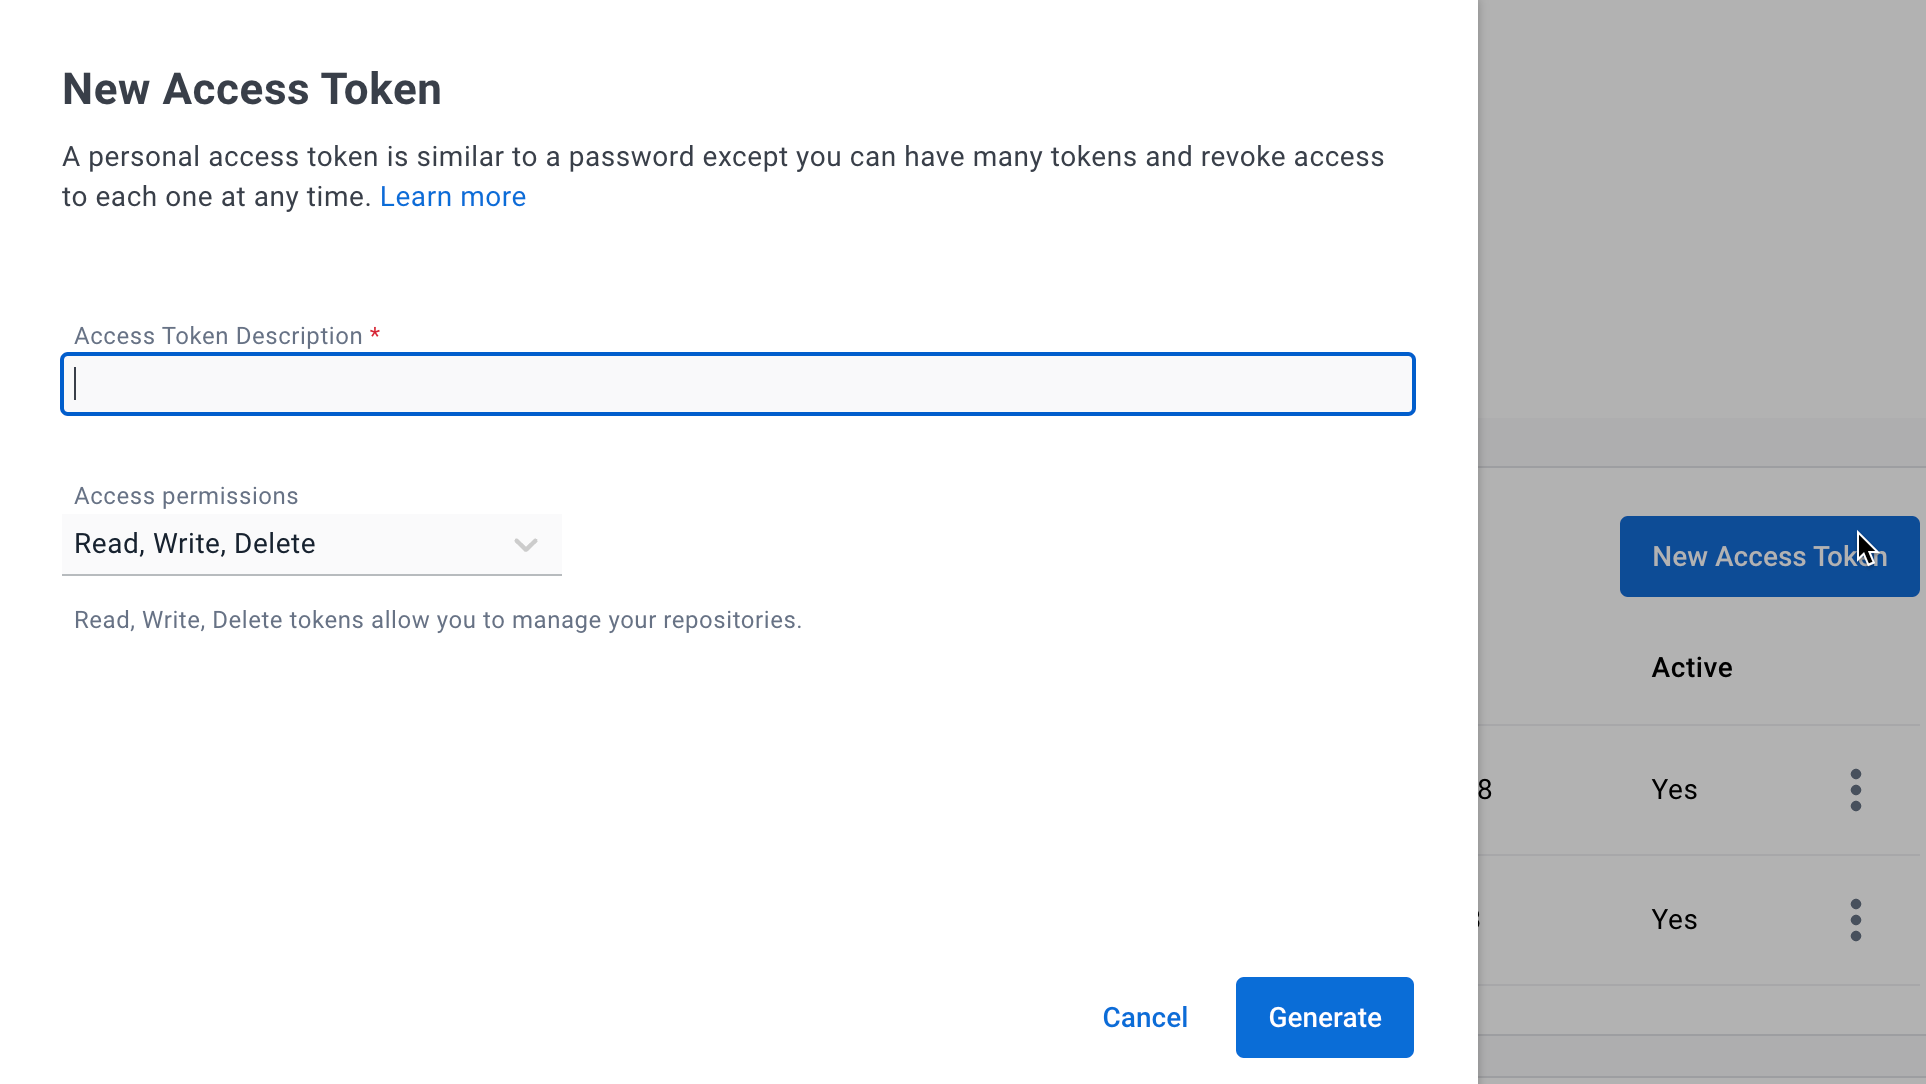 New Access Token
A personal access token is similar to a password except you can have many tokens and revoke access
to each one at any time. Learn more
Access Token Description *
Access permissions
Read, Write, Delete
Read, Write, Delete tokens allow you to manage your repositories.
Cancel
Generate
New Access Token
Active
8
Yes
Yes